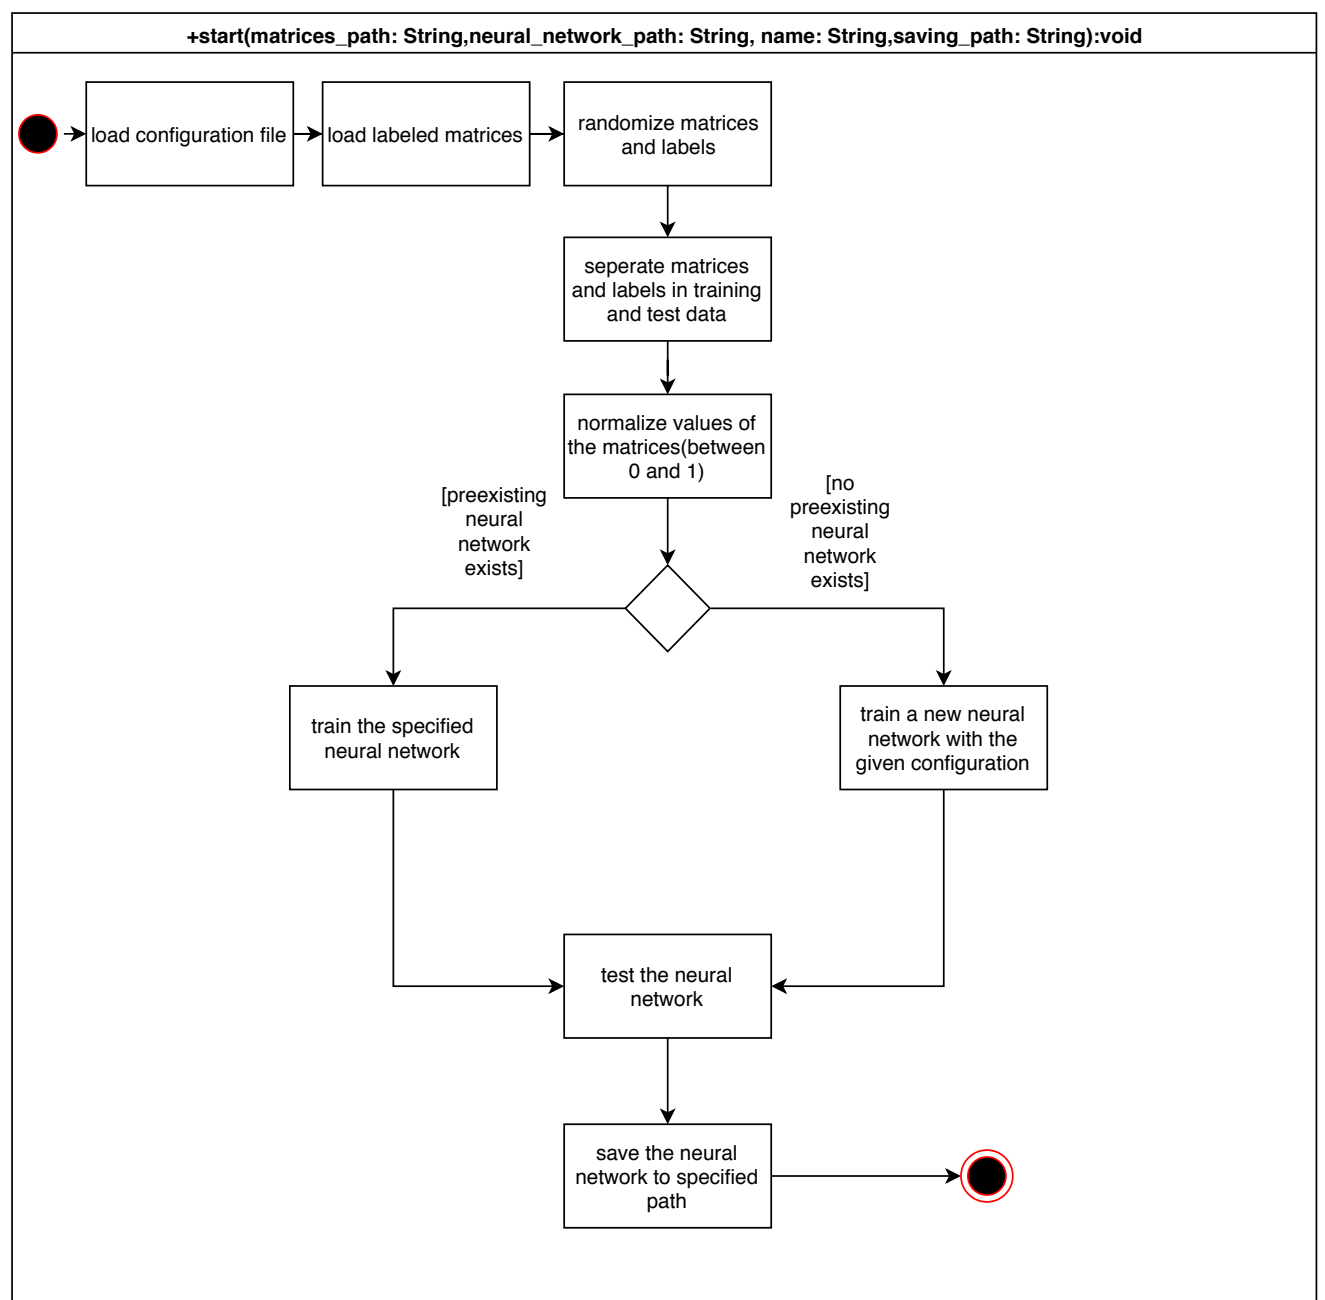 +start(matrices_path: String,neural_network_path: String, name: String,saving_path: String):void
load configuration file
load labeled matrices
randomize matrices
and labels
seperate matrices
and labels in training
and test data
normalize values of
the matrices(between
0 and 1)
[preexisting
neural
network
exists]
[no
preexisting
neural
network
exists]
train the specified
neural network
train a new neural
network with the
given configuration
test the neural
network
save the neural
network to specified
path